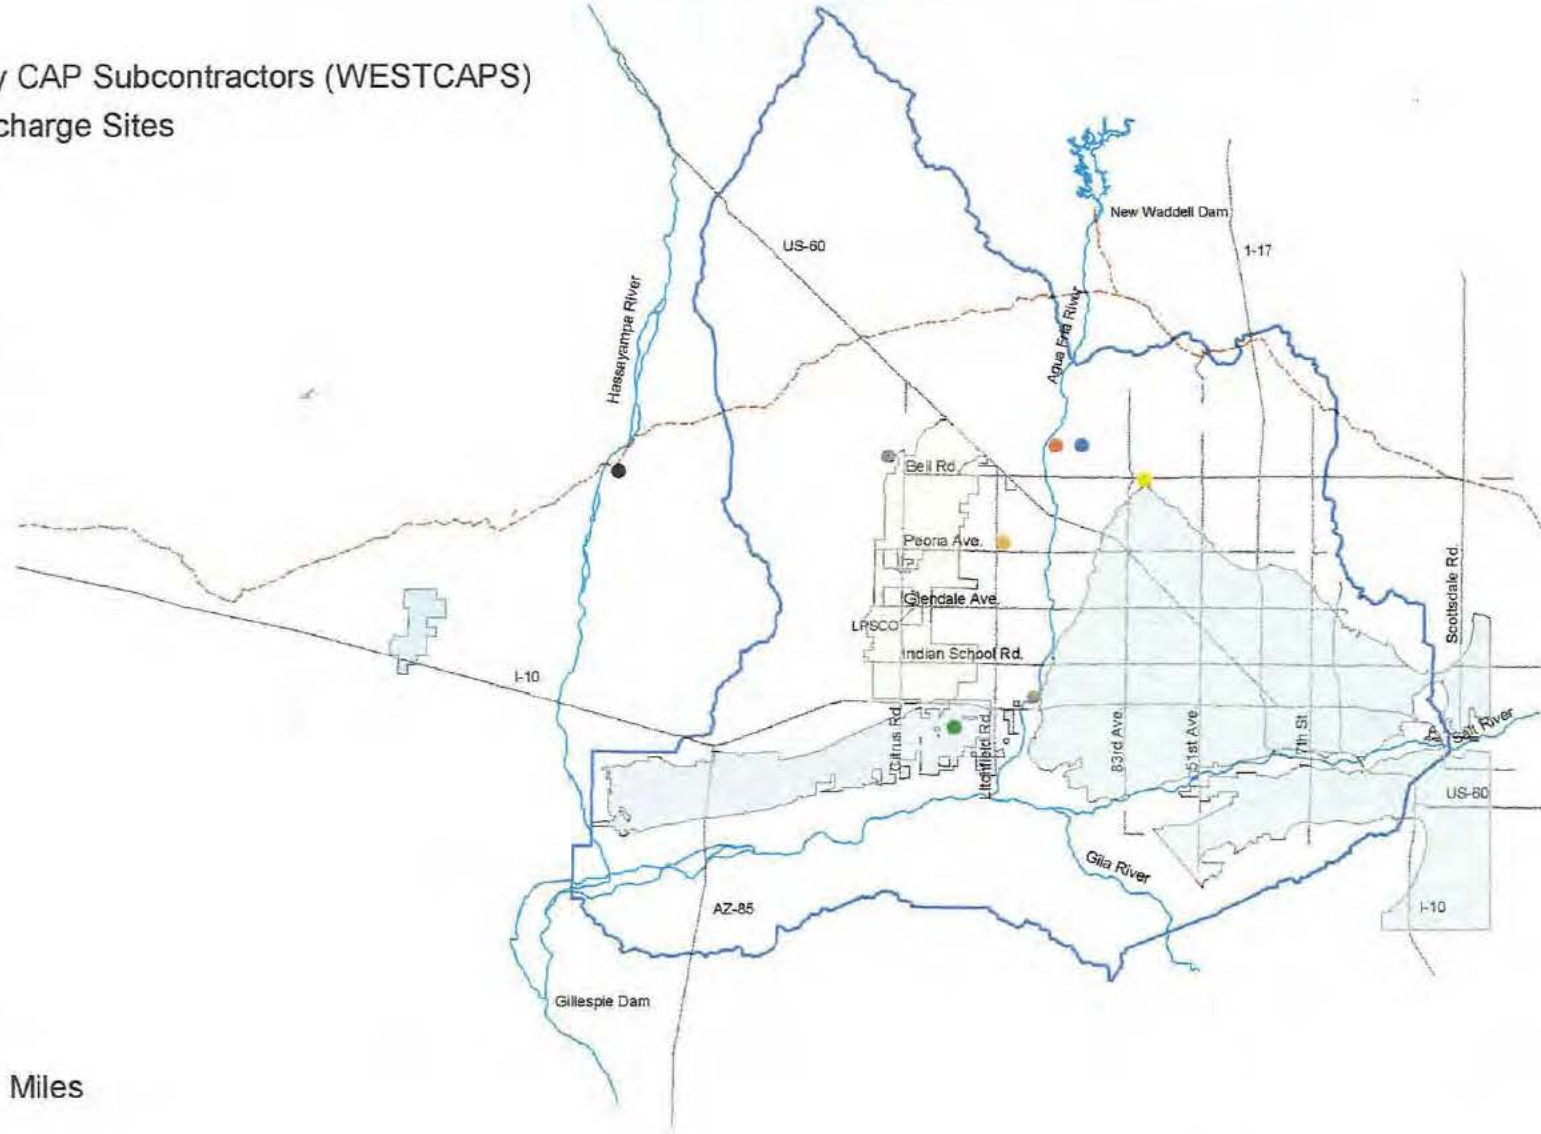 y CAP Subcontractors (WESTCAPS)
charge Sites
New Waddell Dam
US-60
1-17
Hassayampa River
Agua Fria River
Bell Rd.
Peoria Ave.
Scottsdale Rd.
Glendale Ave.
LPSCO
Indian School Rd.
I-10
Citrus Rd.
Litchfield Rd.
83rd Ave
51st Ave
7th St
Salt River
US-60
Gila River
AZ-85
I-10
Gillespie Dam
Miles